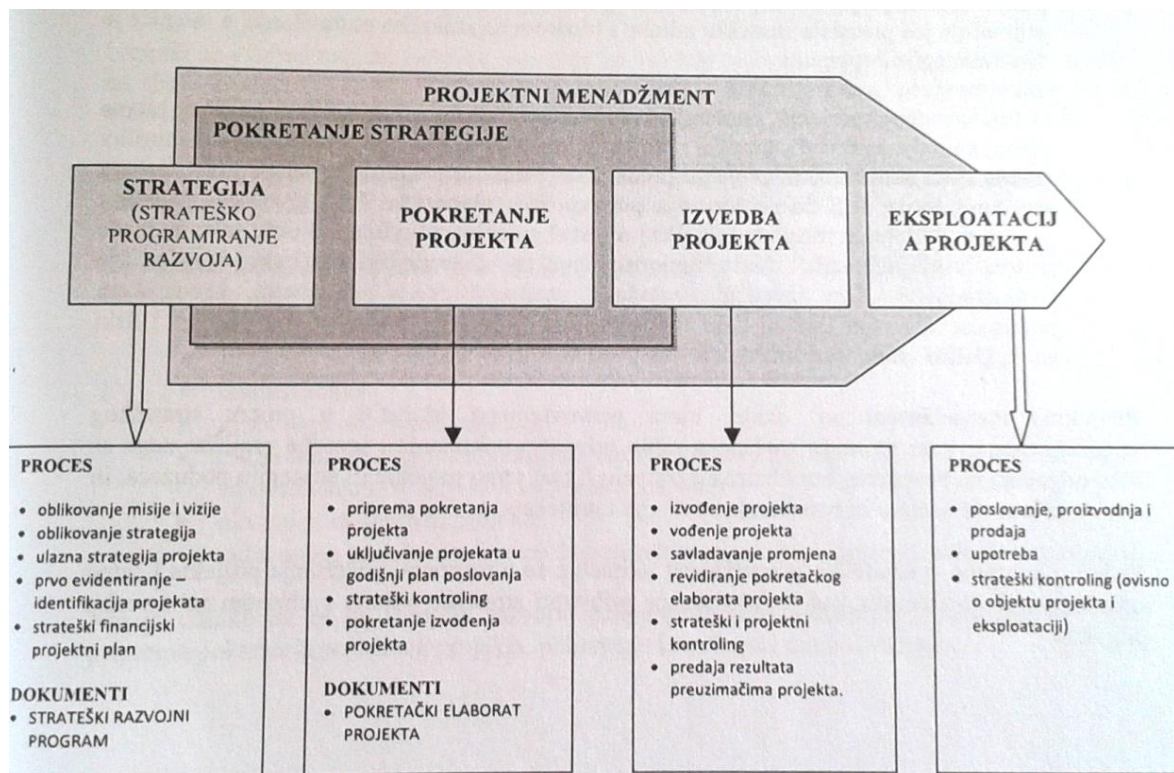 PROJEKTNI MENADŽMENT
POKRETANJE STRATEGIJE
STRATEGIJA
(STRATEŠKO
PROGRAMIRANJE
RAZVOJA)
POKRETANJE
PROJEKTA
IZVEDBA
PROJEKTA
EKSPLOATACIJ
A PROJEKTA
PROCES
• oblikovanje misije i vizije
• oblikovanje strategija
• ulazna strategija projekta
• prvo evidentiranje –
identifikacija projekata
• strateški financijski
projektni plan
DOKUMENTI
• STRATEŠKI RAZVOJNI
PROGRAM
PROCES
• priprema pokretanja
projekta
• uključivanje projekata u
godišnji plan poslovanja
• strateški kontroling
• pokretanje izvođenja
projekta
DOKUMENTI
• POKRETAČKI ELABORAT
PROJEKTA
PROCES
• izvođenje projekta
• vođenje projekta
• savladavanje promjena
• revidiranje pokretačkog
elaborata projekta
• strateški i projektni
kontroling
• predaja rezultata
preuzimačima projekta.
PROCES
• poslovanje, proizvodnja i
prodaja
• upotreba
• strateški kontroling (ovisno
o objektu projekta i
eksploataciji)